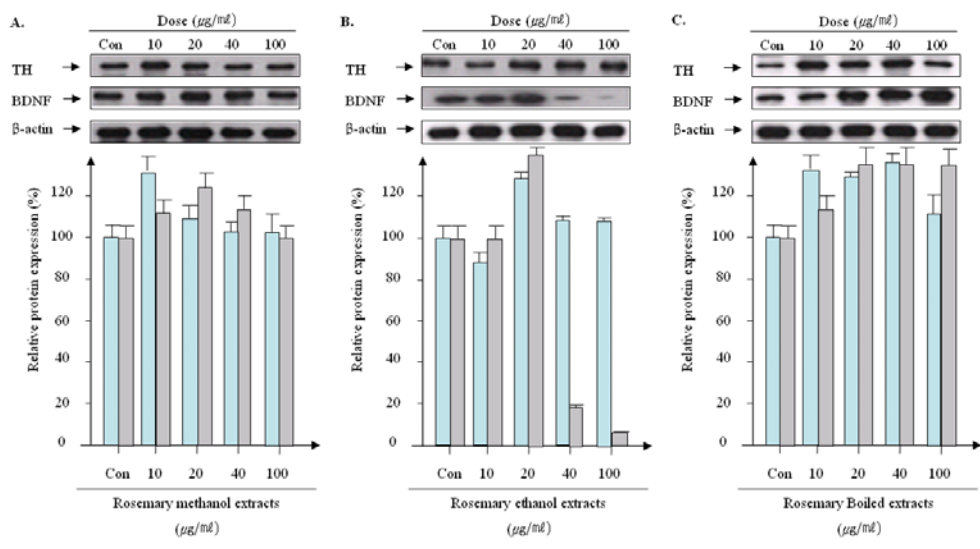 A.
Dose (µg/㎖)
Con 10 20 40 100
TH
BDNF
β-actin
Relative protein expression (%)
120
100
80
60
40
20
0
Con 10 20 40 100
Rosemary methanol extracts
(µg/㎖)
B.
Dose (µg/㎖)
Con 10 20 40 100
TH
BDNF
β-actin
Relative protein expression (%)
120
100
80
60
40
20
0
Con 10 20 40 100
Rosemary ethanol extracts
(µg/㎖)
C.
Dose (µg/㎖)
Con 10 20 40 100
TH
BDNF
β-actin
Relative protein expression (%)
120
100
80
60
40
20
0
Con 10 20 40 100
Rosemary Boiled extracts
(µg/㎖)